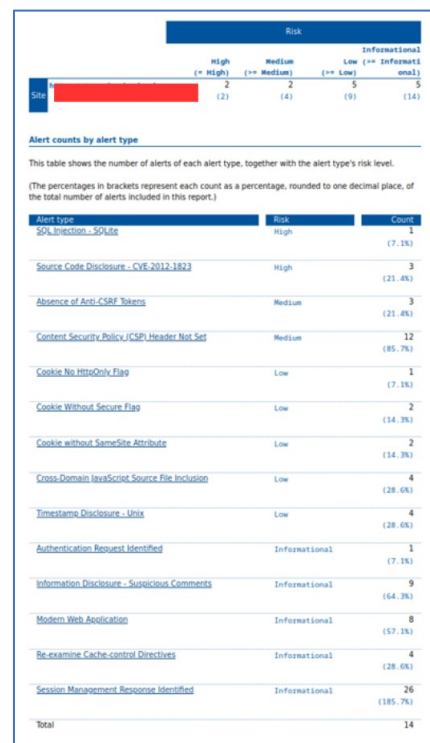 Risk
Informational
High Medium Low (>= Informati
(= High) (>= Medium) (>= Low) onal)
Site 2 2 5 5
(2) (4) (9) (14)
Alert counts by alert type
This table shows the number of alerts of each alert type, together with the alert type's risk level.
(The percentages in brackets represent each count as a percentage, rounded to one decimal place, of
the total number of alerts included in this report.)
Alert type Risk Count
SQL Injection - SQLite High 1
(7.1%)
Source Code Disclosure - CVE-2012-1823 High 3
(21.4%)
Absence of Anti-CSRF Tokens Medium 3
(21.4%)
Content Security Policy (CSP) Header Not Set Medium 12
(85.7%)
Cookie No HttpOnly Flag Low 1
(7.1%)
Cookie Without Secure Flag Low 2
(14.3%)
Cookie without SameSite Attribute Low 2
(14.3%)
Cross-Domain JavaScript Source File Inclusion Low 4
(28.6%)
Timestamp Disclosure - Unix Low 4
(28.6%)
Authentication Request Identified Informational 1
(7.1%)
Information Disclosure - Suspicious Comments Informational 9
(64.3%)
Modern Web Application Informational 8
(57.1%)
Re-examine Cache-control Directives Informational 4
(28.6%)
Session Management Response Identified Informational 26
(185.7%)
Total 14